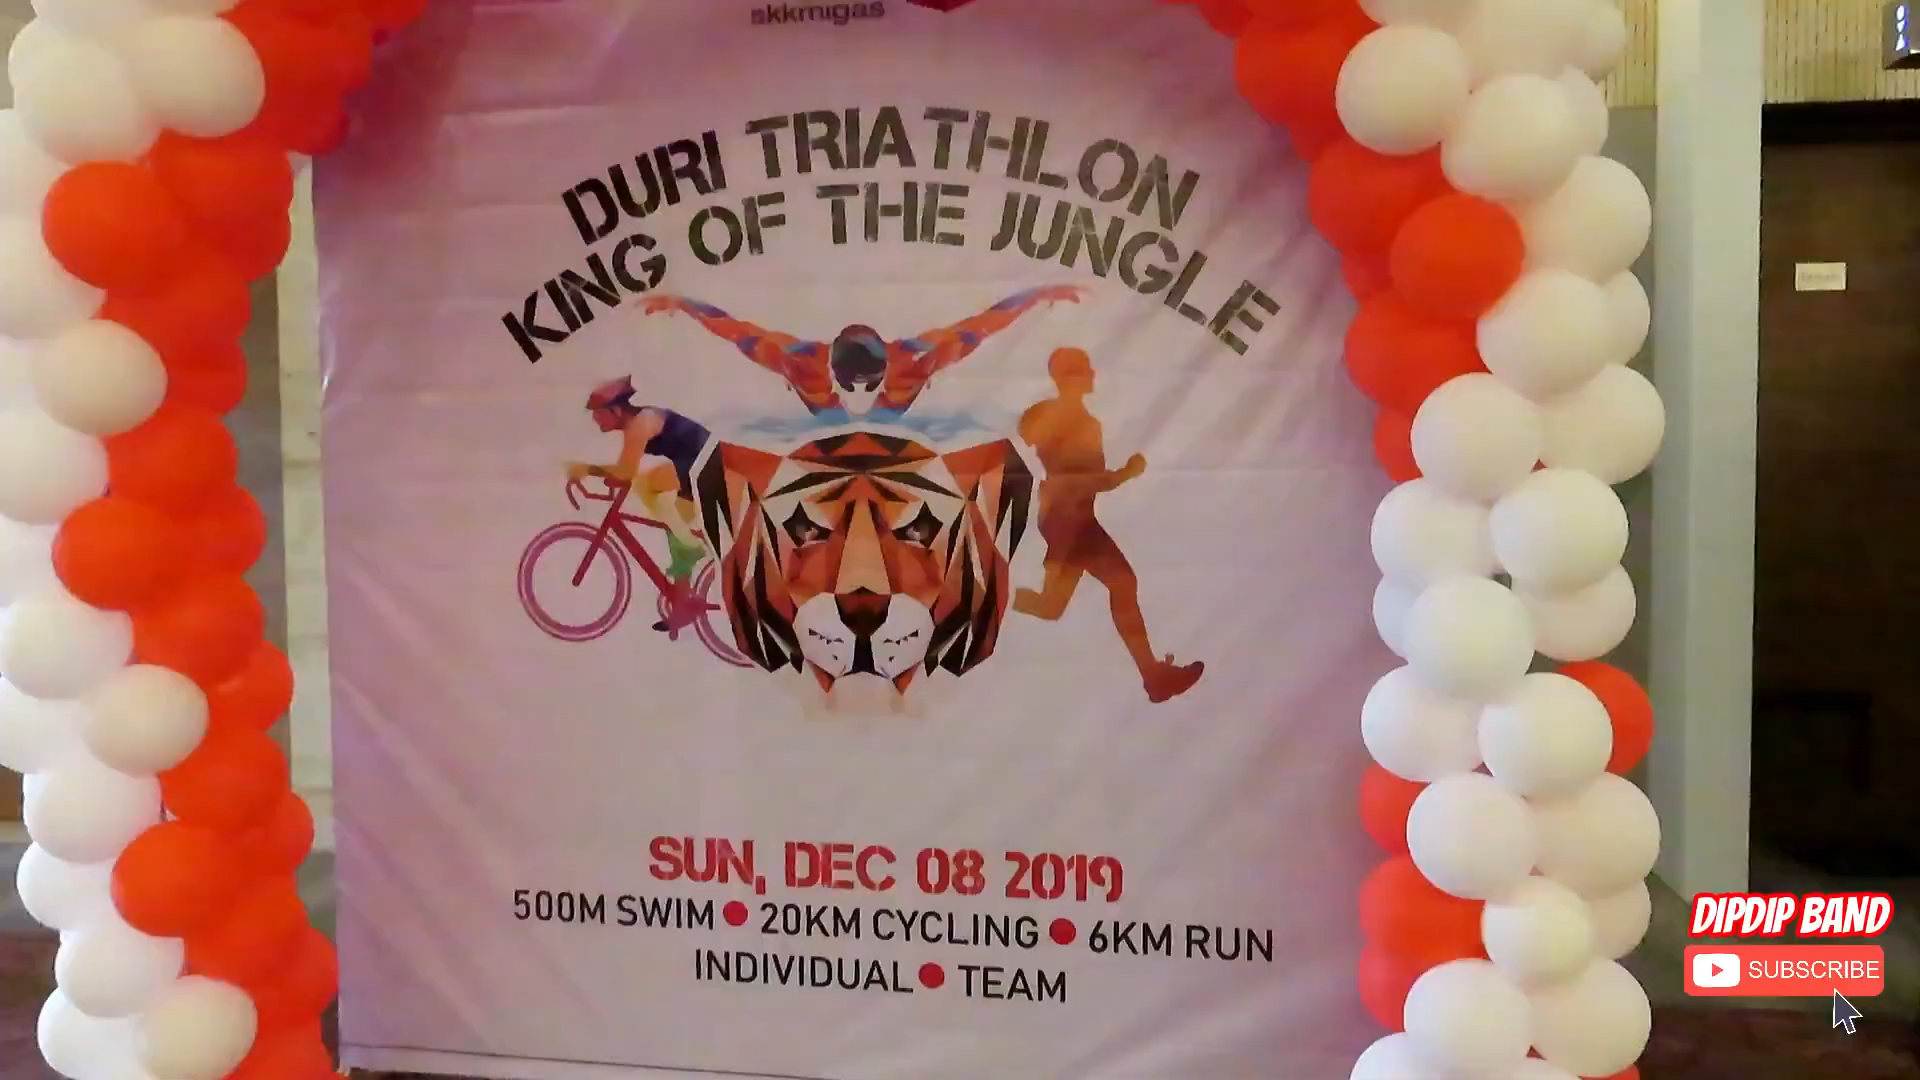 skkmigas
DURI TRIATHLON
KING OF THE JUNGLE
SUN, DEC 08 2019
500M SWIM ● 20KM CYCLING ● 6KM RUN
INDIVIDUAL ● TEAM
DIPDIP BAND
SUBSCRIBE